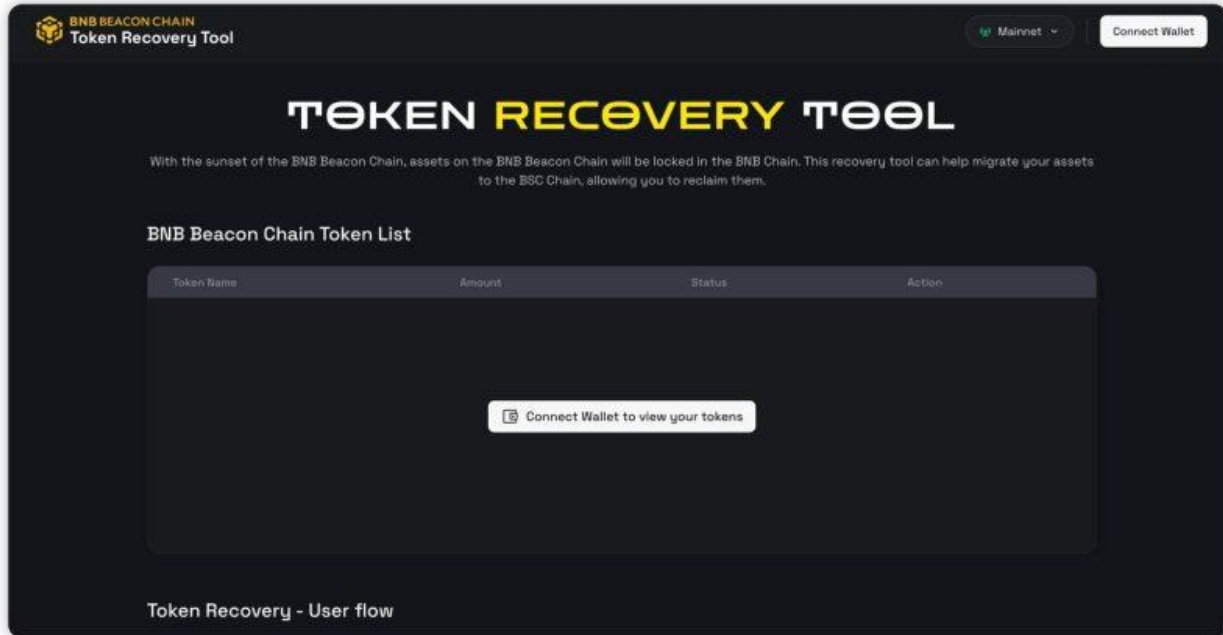 BNB BEACON CHAIN
Token Recovery Tool
Mainnet
Connect Wallet
TOKEN RECOVERY TOOL
With the sunset of the BNB Beacon Chain, assets on the BNB Beacon Chain will be locked in the BNB Chain. This recovery tool can help migrate your assets
to the BSC Chain, allowing you to reclaim them.
BNB Beacon Chain Token List
Token Name Amount Status Action
Connect Wallet to view your tokens
Token Recovery - User flow